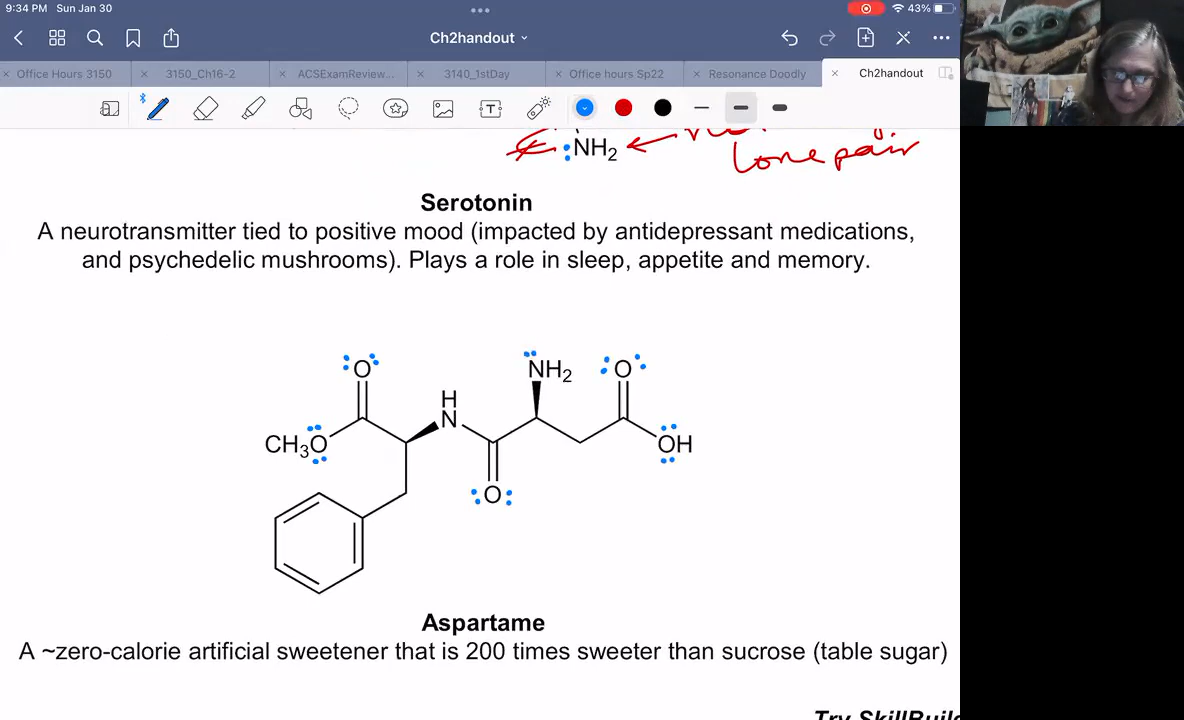 9:34 PM Sun Jan 30
43%
Ch2handout
Office Hours 3150
3150_Ch16-2
ACSExamReview...
3140_1stDay
Office hours Sp22
Resonance Doodly
Ch2handout
:NH2
lone pair
Serotonin
A neurotransmitter tied to positive mood (impacted by antidepressant medications,
and psychedelic mushrooms). Plays a role in sleep, appetite and memory.
O
NH2
O
H
N
CH3O
OH
O
Aspartame
A ~zero-calorie artificial sweetener that is 200 times sweeter than sucrose (table sugar)
Try SkillBuil